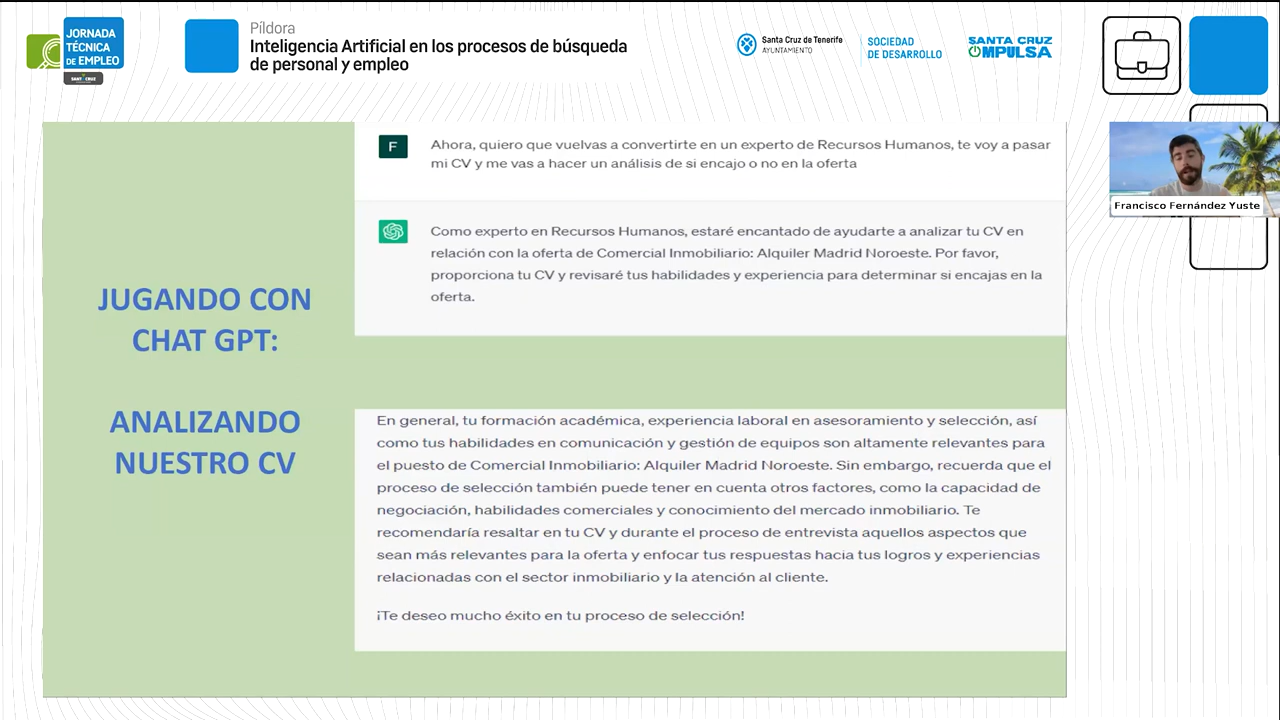 JORNADA
TÉCNICA
DE EMPLEO
SANTA CRUZ
Píldora
Inteligencia Artificial en los procesos de búsqueda
de personal y empleo
Santa Cruz de Tenerife
AYUNTAMIENTO
SOCIEDAD
DE DESARROLLO
SANTA CRUZ
IMPULSA
JUGANDO CON
CHAT GPT:
ANALIZANDO
NUESTRO CV
F
Ahora, quiero que vuelvas a convertirte en un experto de Recursos Humanos, te voy a pasar
mi CV y me vas a hacer un análisis de si encajo o no en la oferta
Como experto en Recursos Humanos, estaré encantado de ayudarte a analizar tu CV en
relación con la oferta de Comercial Inmobiliario: Alquiler Madrid Noroeste. Por favor,
proporciona tu CV y revisaré tus habilidades y experiencia para determinar si encajas en la
oferta.
En general, tu formación académica, experiencia laboral en asesoramiento y selección, así
como tus habilidades en comunicación y gestión de equipos son altamente relevantes para
el puesto de Comercial Inmobiliario: Alquiler Madrid Noroeste. Sin embargo, recuerda que el
proceso de selección también puede tener en cuenta otros factores, como la capacidad de
negociación, habilidades comerciales y conocimiento del mercado inmobiliario. Te
recomendaría resaltar en tu CV y durante el proceso de entrevista aquellos aspectos que
sean más relevantes para la oferta y enfocar tus respuestas hacia tus logros y experiencias
relacionadas con el sector inmobiliario y la atención al cliente.
¡Te deseo mucho éxito en tu proceso de selección!
Francisco Fernández Yuste